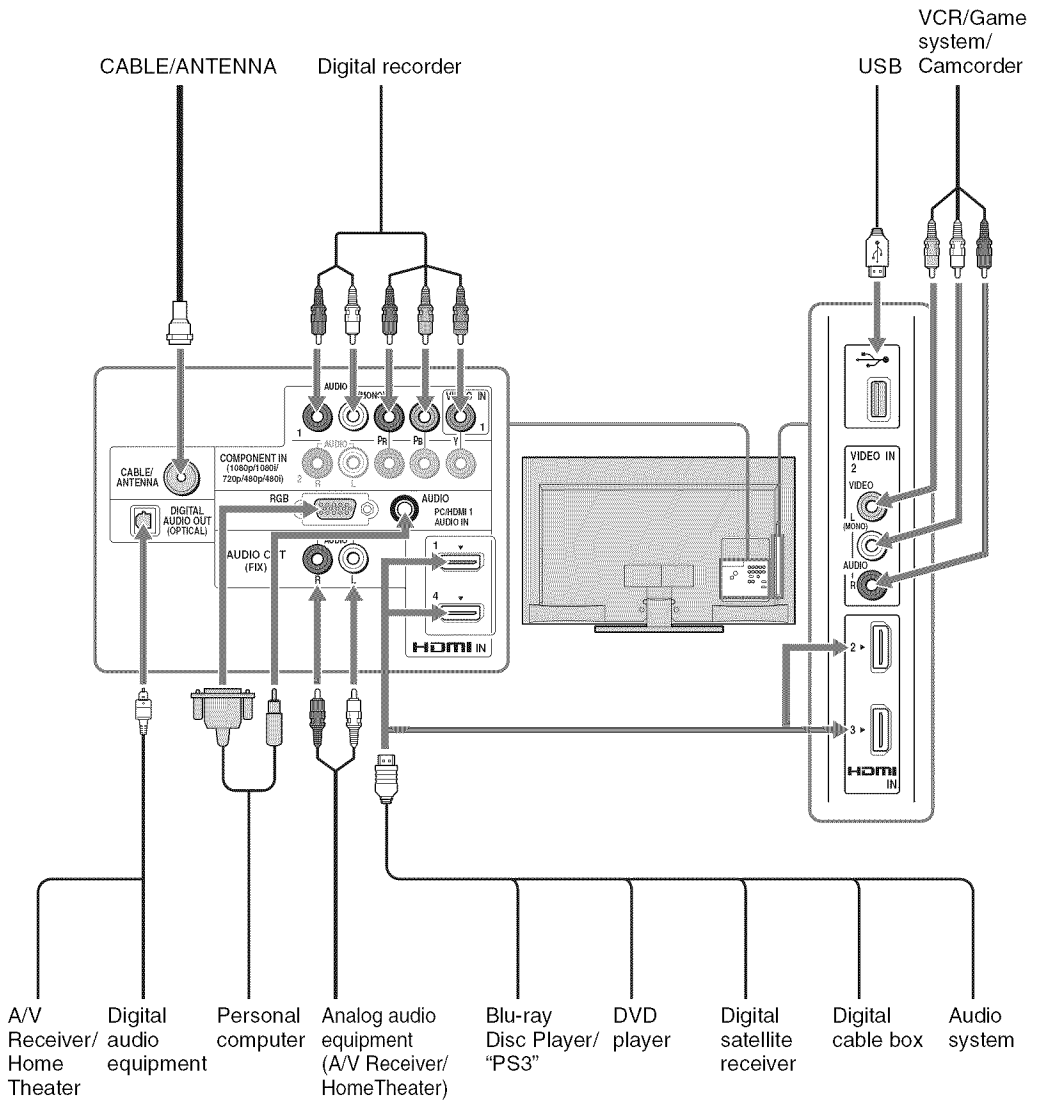 VCR/Game
system/
Camcorder
CABLE/ANTENNA
Digital recorder
USB
AUDIO
(MONO)
VIDEO IN
1
1
PR
PB
Y
AUDIO
COMPONENT IN
(1080p/1080i/
720p/480p/480i)
2
R
L
CABLE/
ANTENNA
DIGITAL
AUDIO OUT
(OPTICAL)
RGB
AUDIO
PC/HDMI 1
AUDIO IN
AUDIO OUT
(FIX)
AUDIO
R
L
1
4
HDMI IN
VIDEO IN
2
VIDEO
L
(MONO)
AUDIO
R
2
3
HDMI
IN
A/V
Receiver/
Home
Theater
Digital
audio
equipment
Personal
computer
Analog audio
equipment
(A/V Receiver/
HomeTheater)
Blu-ray
Disc Player/
“PS3”
DVD
player
Digital
satellite
receiver
Digital
cable box
Audio
system